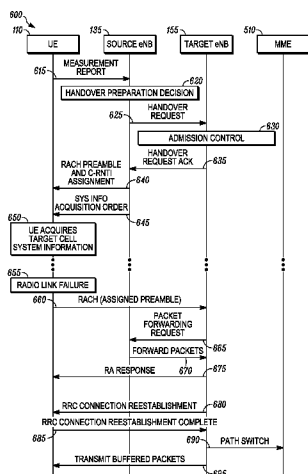 600
110
135
155
510
UE
SOURCE eNB
TARGET eNB
MME
615
MEASUREMENT
REPORT
620
HANDOVER PREPARATION DECISION
625
HANDOVER
REQUEST
630
ADMISSION CONTROL
HANDOVER
REQUEST ACK
635
RACH PREAMBLE
AND C-RNTI
ASSIGNMENT
640
SYS INFO
ACQUISITION ORDER
645
650
UE ACQUIRES
TARGET CELL
SYSTEM INFORMATION
655
RADIO LINK FAILURE
660
RACH (ASSIGNED PREAMBLE)
PACKET
FORWARDING
REQUEST
665
FORWARD PACKETS
670
RA RESPONSE
675
RRC CONNECTION REESTABLISHMENT
680
RRC CONNECTION REESTABLISHMENT COMPLETE
685
690
PATH SWITCH
TRANSMIT BUFFERED PACKETS
695